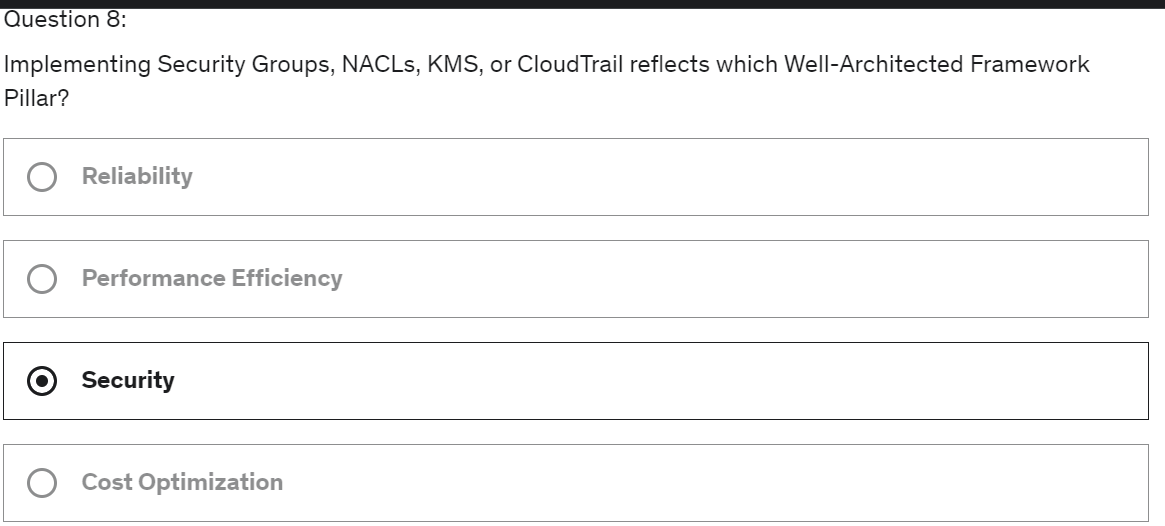 Question 8:
Implementing Security Groups, NACLs, KMS, or CloudTrail reflects which Well-Architected Framework
Pillar?
Reliability
Performance Efficiency
Security
Cost Optimization